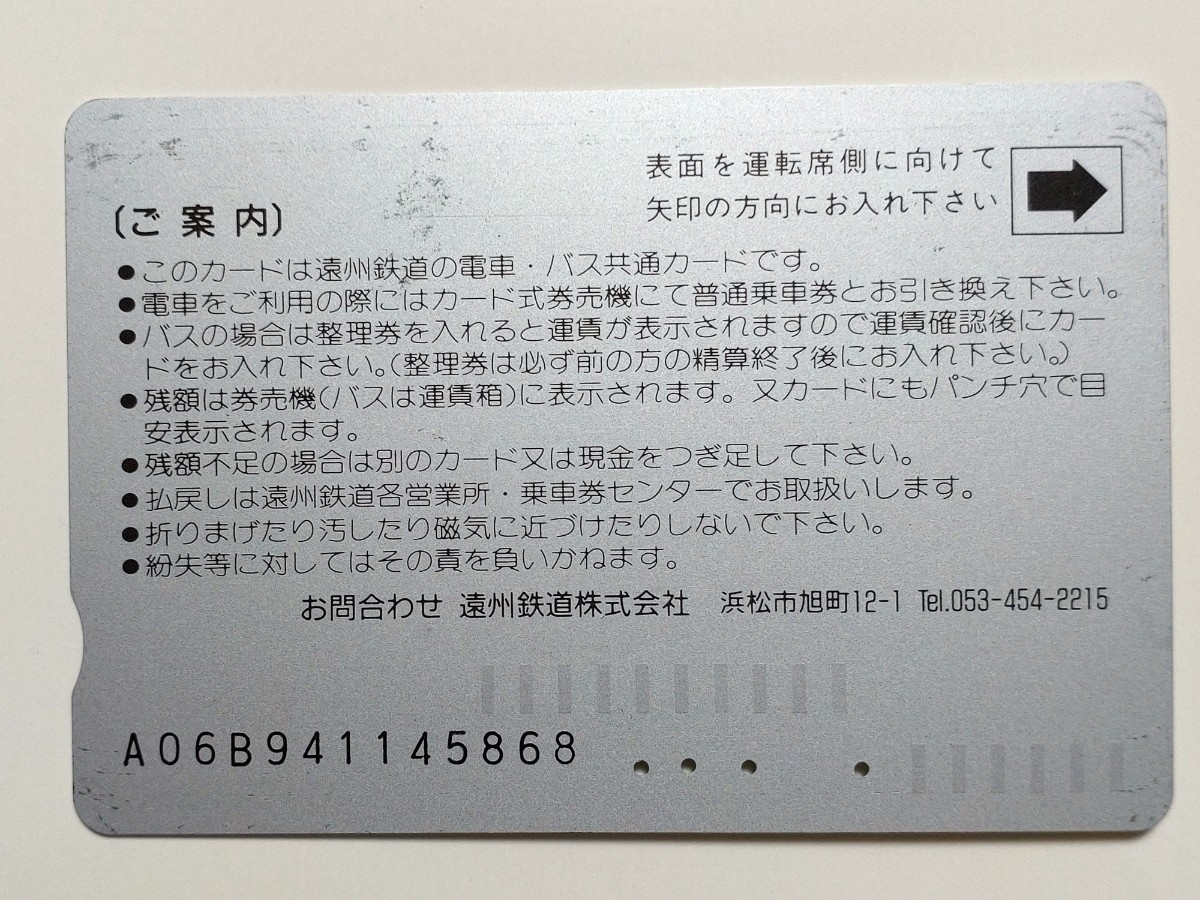 表面を運転席側に向けて
矢印の方向にお入れ下さい
〔ご案内〕
●このカードは遠州鉄道の電車・バス共通カードです。
●電車をご利用の際にはカード式券売機にて普通乗車券とお引き換え下さい。
●バスの場合は整理券を入れると運賃が表示されますので運賃確認後にカー
ドをお入れ下さい。(整理券は必ず前の方の精算終了後にお入れ下さい。)
●残額は券売機(バスは運賃箱)に表示されます。又カードにもパンチ穴で目
安表示されます。
●残額不足の場合は別のカード又は現金をつぎ足して下さい。
●払戻しは遠州鉄道各営業所・乗車券センターでお取扱いします。
●折りまげたり汚したり磁気に近づけたりしないで下さい。
●紛失等に対してはその責を負いかねます。
お問合わせ 遠州鉄道株式会社 浜松市旭町12-1 Tel.053-454-2215
A06B941145868